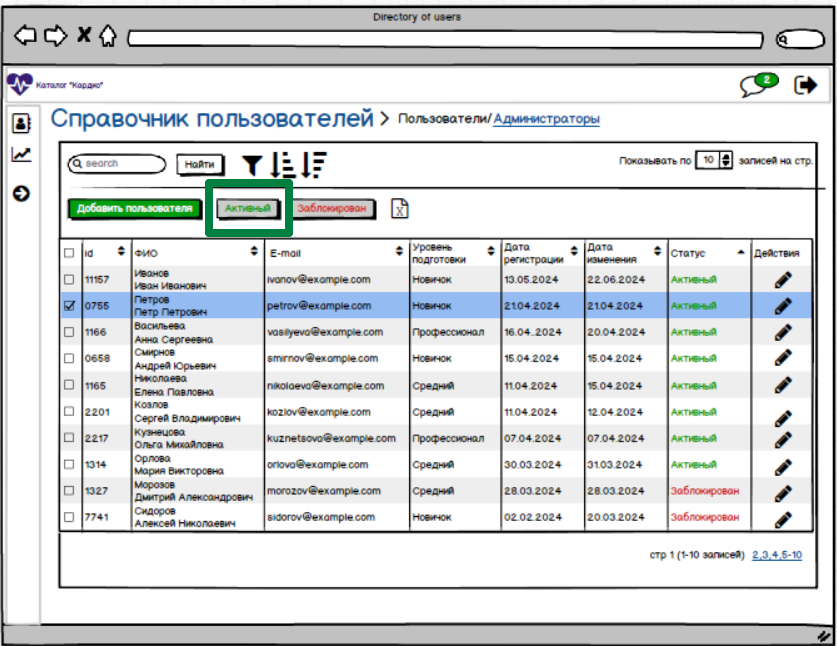 Directory of users
Каталог "Кардио"
2
Справочник пользователей > Пользователи/Администраторы
search
Найти
Показывать по 10 записей на стр.
Добавить пользователя
Активный
Заблокирован
X
id ФИО E-mail Уровень подготовки Дата регистрации Дата изменения Статус Действия
11157 Иванов Иван Иванович ivanov@example.com Новичок 13.05.2024 22.06.2024 Активный
0755 Петров Петр Петрович petrov@example.com Новичок 21.04.2024 21.04.2024 Активный
1166 Васильева Анна Сергеевна vasilyeva@example.com Профессионал 16.04..2024 20.04.2024 Активный
0658 Смирнов Андрей Юрьевич smirnov@example.com Новичок 15.04.2024 15.04.2024 Активный
1165 Николаева Елена Павловна nikolaeva@example.com Средний 11.04.2024 15.04.2024 Активный
2201 Козлов Сергей Владимирович kozlov@example.com Средний 11.04.2024 12.04.2024 Активный
2217 Кузнецова Ольга Михайловна kuznetsova@example.com Профессионал 07.04.2024 07.04.2024 Активный
1314 Орлова Мария Викторовна orlova@example.com Средний 30.03.2024 31.03.2024 Активный
1327 Морозов Дмитрий Александрович morozov@example.com Средний 28.03.2024 28.03.2024 Заблокирован
7741 Сидоров Алексей Николаевич sidorov@example.com Новичок 02.02.2024 20.03.2024 Заблокирован
стр 1 (1-10 записей) 2,3,4,5-10